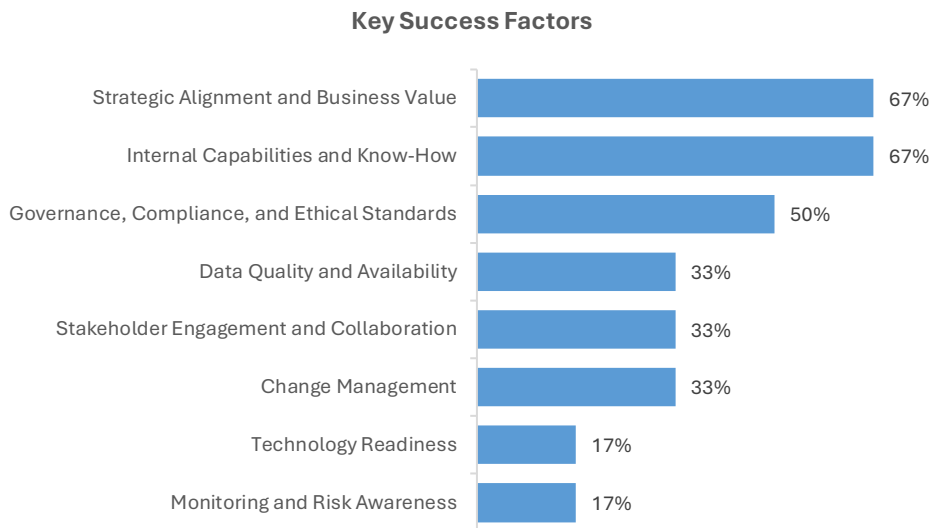 Key Success Factors
Strategic Alignment and Business Value 67%
Internal Capabilities and Know-How 67%
Governance, Compliance, and Ethical Standards 50%
Data Quality and Availability 33%
Stakeholder Engagement and Collaboration 33%
Change Management 33%
Technology Readiness 17%
Monitoring and Risk Awareness 17%